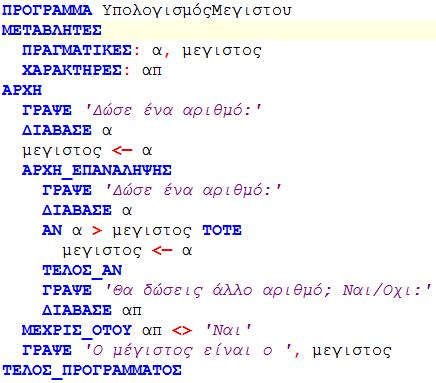 ΠΡΟΓΡΑΜΜΑ ΥπολογισμόςΜεγιστου
ΜΕΤΑΒΛΗΤΕΣ
ΠΡΑΓΜΑΤΙΚΕΣ: α, μεγιστος
ΧΑΡΑΚΤΗΡΕΣ: απ
ΑΡΧΗ
ΓΡΑΨΕ 'Δώσε ένα αριθμό:'
ΔΙΑΒΑΣΕ α
μεγιστος <— α
ΑΡΧΗ_ΕΠΑΝΑΛΗΨΗΣ
ΓΡΑΨΕ 'Δώσε ένα αριθμό:'
ΔΙΑΒΑΣΕ α
ΑΝ α > μεγιστος ΤΟΤΕ
μεγιστος <— α
ΤΕΛΟΣ_ΑΝ
ΓΡΑΨΕ 'Θα δώσεις άλλο αριθμό; Ναι/Οχι:'
ΔΙΑΒΑΣΕ απ
ΜΕΧΡΙΣ_ΟΤΟΥ απ <> 'Ναι'
ΓΡΑΨΕ 'Ο μέγιστος είναι ο ', μεγιστος
ΤΕΛΟΣ_ΠΡΟΓΡΑΜΜΑΤΟΣ